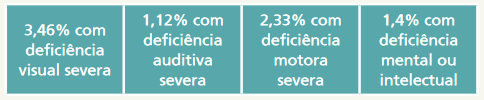 3,46% com
deficiência
visual severa
1,12% com
deficiência
auditiva
severa
2,33% com
deficiência
motora
severa
1,4% com
deficiência
mental ou
intelectual